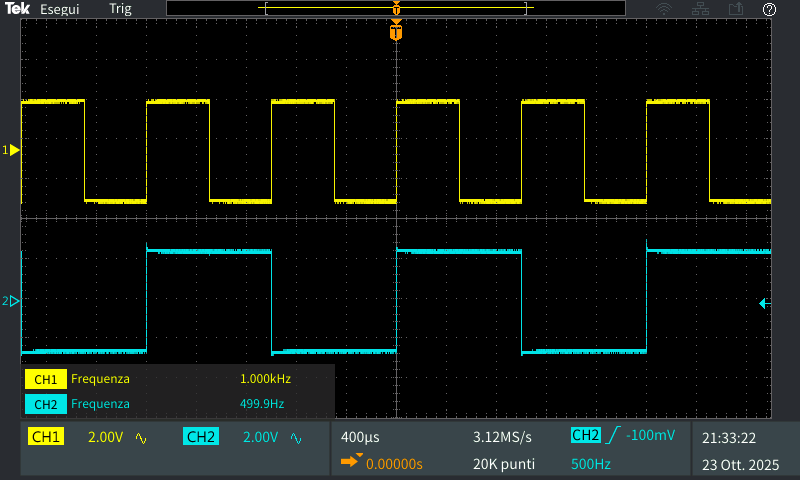 Tek Esegui Trig
T
T
?
1
2
CH1 Frequenza 1.000kHz
CH2 Frequenza 499.9Hz
CH1 2.00V CH2 2.00V
400µs 3.12MS/s CH2 -100mV 21:33:22
0.00000s 20K punti 500Hz 23 Ott. 2025